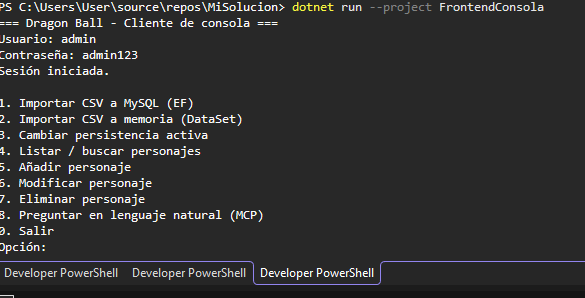 PS C:\Users\User\source\repos\MiSolucion> dotnet run --project FrontendConsola
=== Dragon Ball - Cliente de consola ===
Usuario: admin
Contraseña: admin123
Sesión iniciada.
1. Importar CSV a MySQL (EF)
2. Importar CSV a memoria (DataSet)
3. Cambiar persistencia activa
4. Listar / buscar personajes
5. Añadir personaje
6. Modificar personaje
7. Eliminar personaje
8. Preguntar en lenguaje natural (MCP)
0. Salir
Opción:
Developer PowerShell Developer PowerShell Developer PowerShell